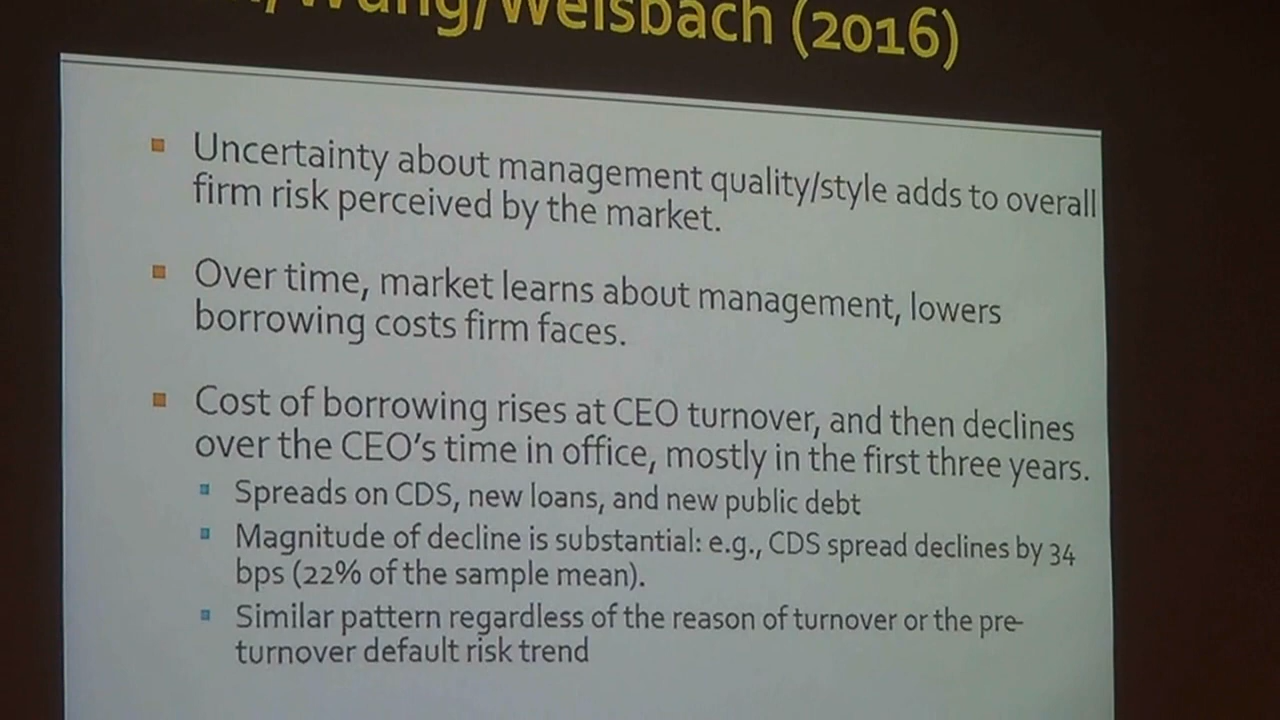 /Wang/Weisbach (2016)
Uncertainty about management quality/style adds to overall
firm risk perceived by the market.
Over time, market learns about management, lowers
borrowing costs firm faces.
Cost of borrowing rises at CEO turnover, and then declines
over the CEO's time in office, mostly in the first three years.
Spreads on CDS, new loans, and new public debt
Magnitude of decline is substantial: e.g., CDS spread declines by 34
bps (22% of the sample mean).
Similar pattern regardless of the reason of turnover or the pre-
turnover default risk trend